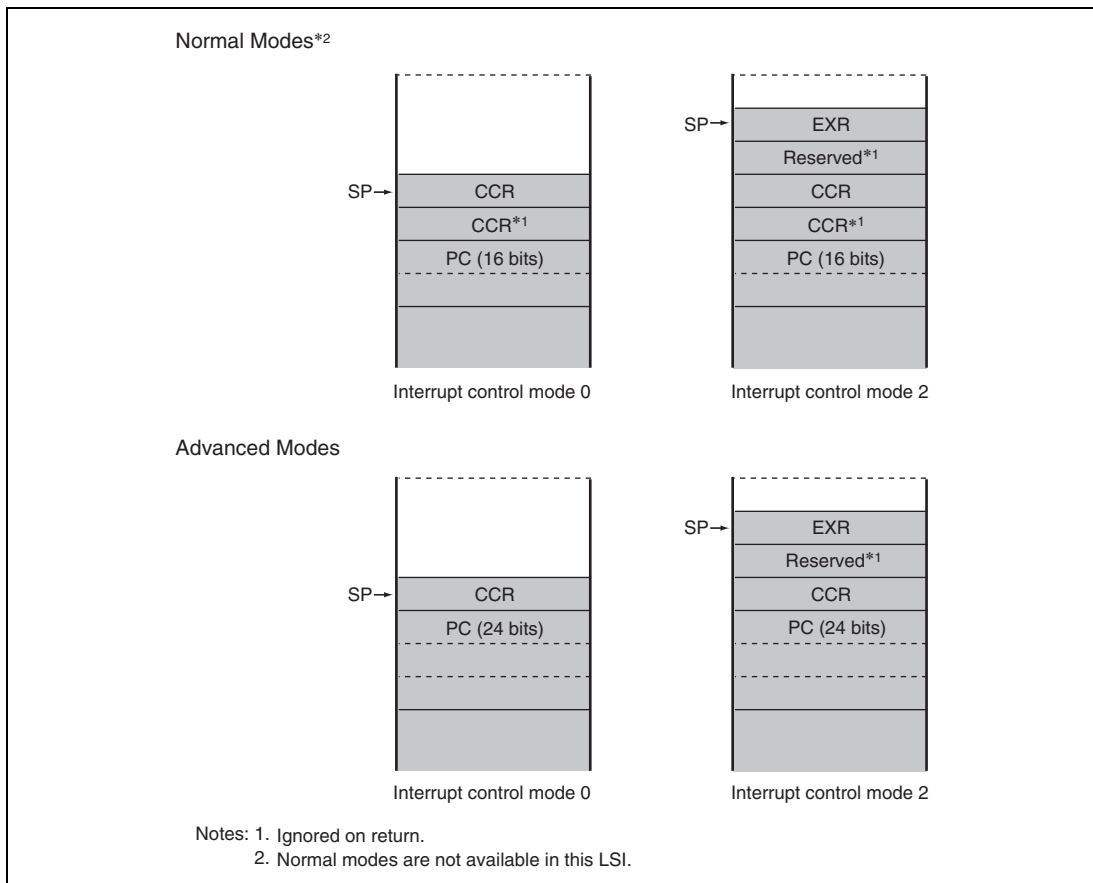 Normal Modes*2
SP→ CCR
CCR*1
PC (16 bits)
Interrupt control mode 0
SP→ EXR
Reserved*1
CCR
CCR*1
PC (16 bits)
Interrupt control mode 2
Advanced Modes
SP→ CCR
PC (24 bits)
Interrupt control mode 0
SP→ EXR
Reserved*1
CCR
PC (24 bits)
Interrupt control mode 2
Notes: 1. Ignored on return.
2. Normal modes are not available in this LSI.